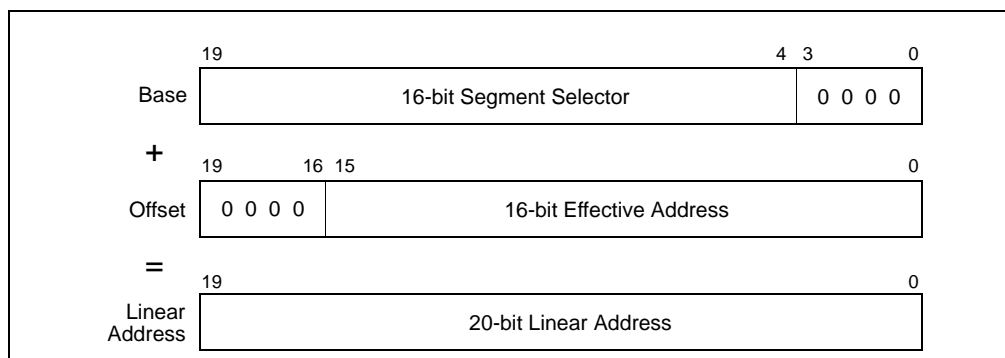 19 4 3 0
Base 16-bit Segment Selector 0 0 0 0
+
19 16 15 0
Offset 0 0 0 0 16-bit Effective Address
=
19 0
Linear
Address 20-bit Linear Address